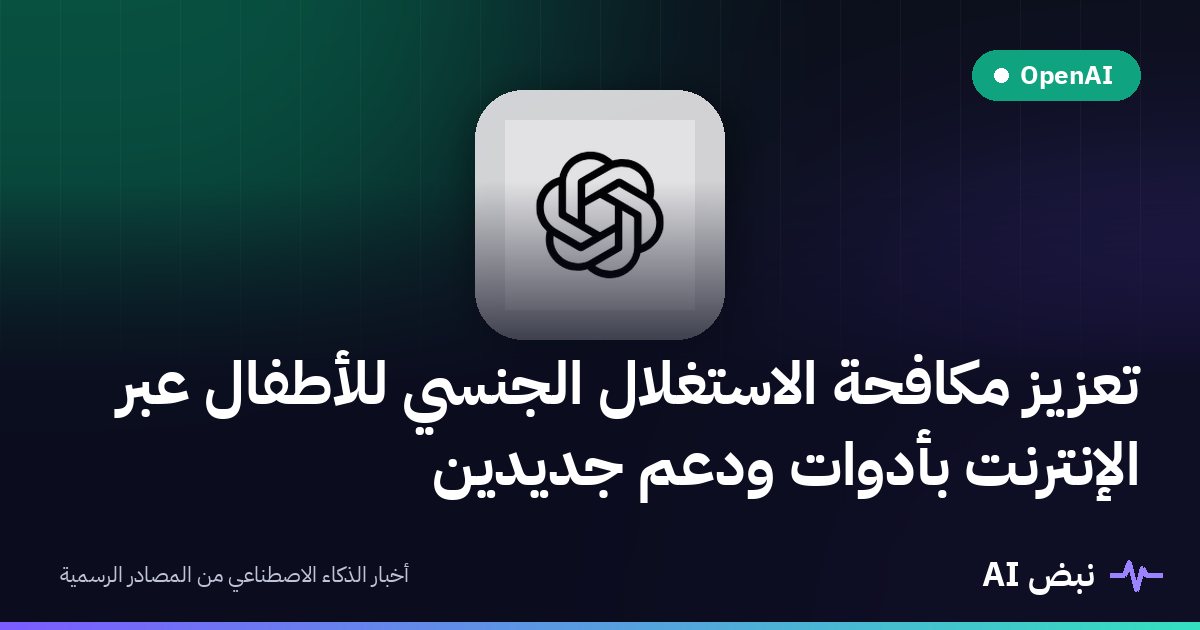 OpenAI
تعزيز مكافحة الاستغلال الجنسي للأطفال عبر
الإنترنت بأدوات ودعم جديدين
نبض AI
أخبار الذكاء الاصطناعي من المصادر الرسمية